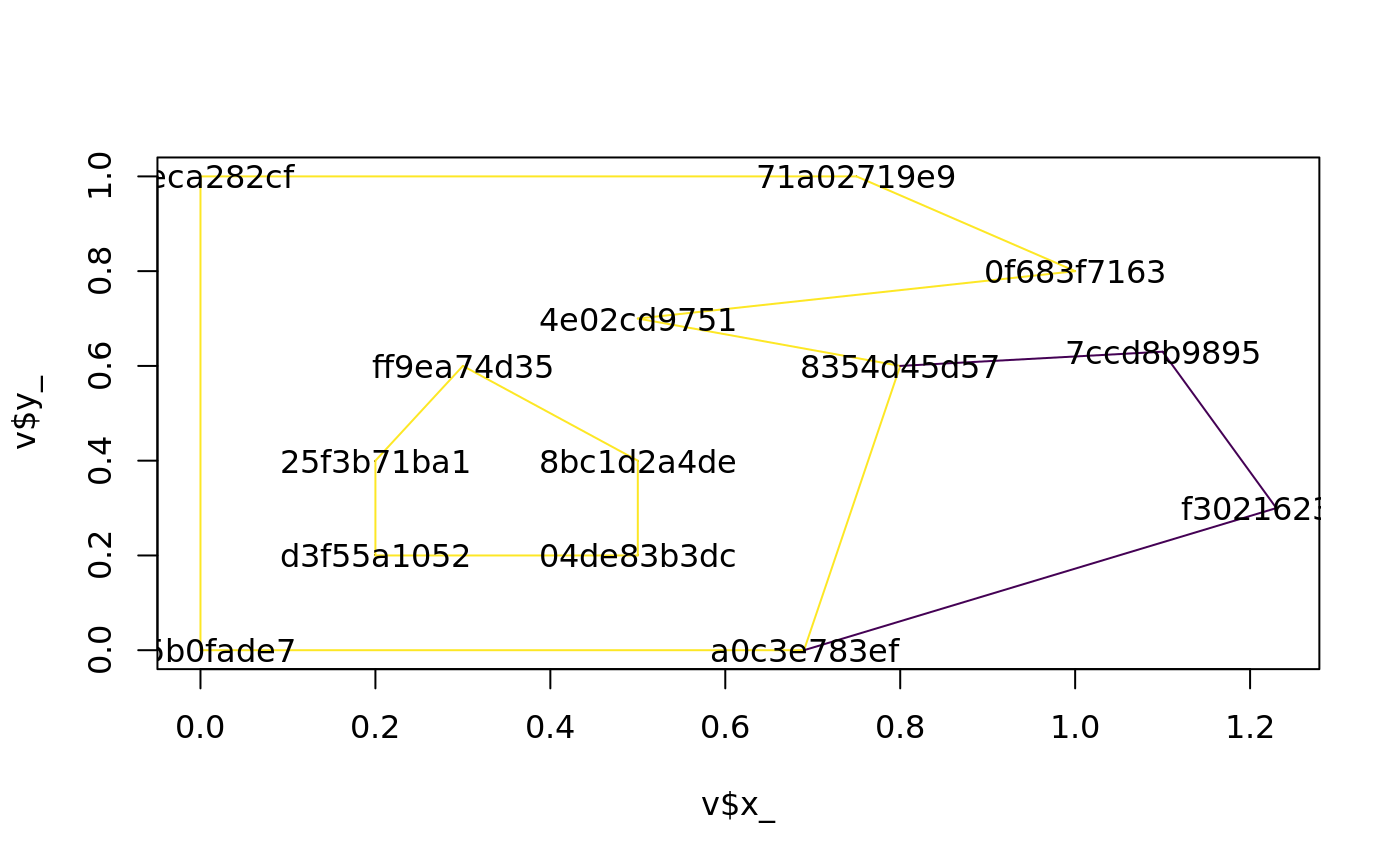 eca282cf 71a02719e9
0f683f7163
4e02cd9751
ff9ea74d35 8354d45d57 7ccd8b9895
25f3b71ba1 8bc1d2a4de
f3021623
d3f55a1052 04de83b3dc
5b0fade7 a0c3e783ef
1.0
0.8
0.6
0.4
0.2
0.0
v$y_
0.0 0.2 0.4 0.6 0.8 1.0 1.2
v$x_